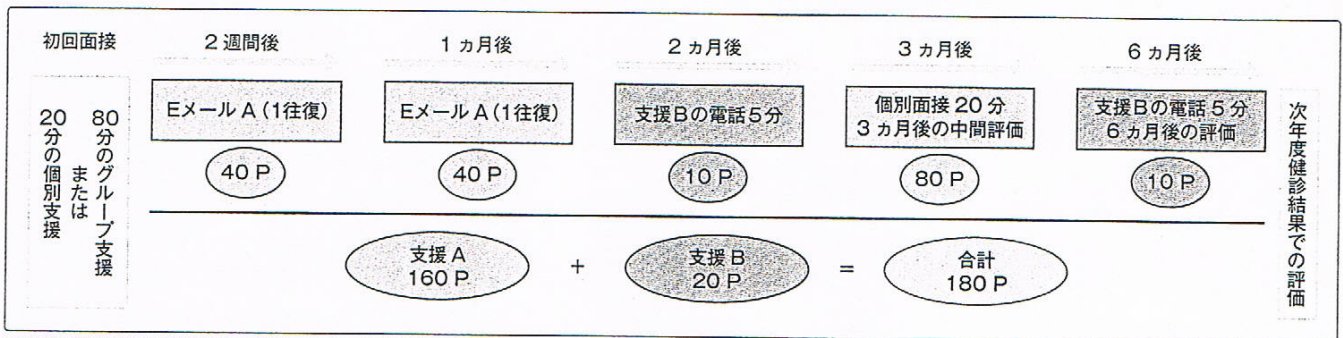 初回面接
2週間後
1ヵ月後
2ヵ月後
3ヵ月後
6ヵ月後
80分のグループ支援
または
20分の個別支援
EメールA(1往復)
40 P
EメールA(1往復)
40 P
支援Bの電話5分
10 P
個別面接20分
3ヵ月後の中間評価
80 P
支援Bの電話5分
6ヵ月後の評価
10 P
次年度健診結果での評価
支援A
160 P
+
支援B
20 P
=
合計
180 P